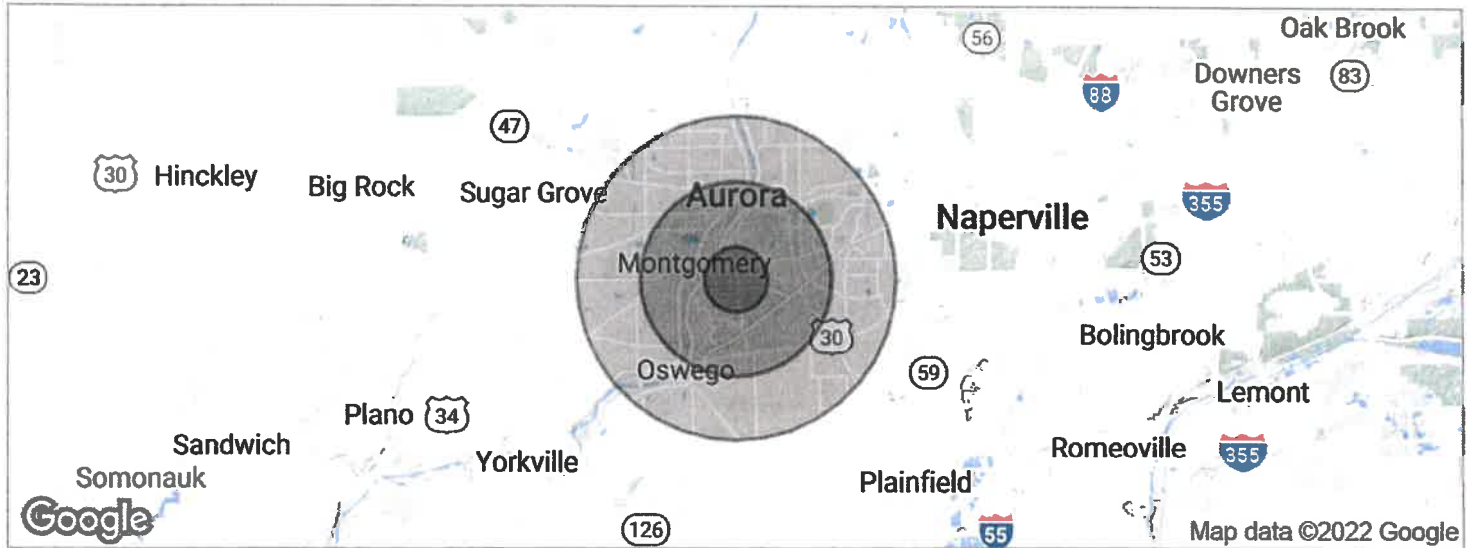 56
Oak Brook
Downers
Grove
83
88
47
30
Hinckley
Big Rock
Sugar Grove
Aurora
Naperville
355
23
Montgomery
53
30
Bolingbrook
Oswego
59
Lemont
Plano
34
Sandwich
Yorkville
Romeoville
355
Somonauk
Plainfield
Google
126
55
Map data ©2022 Google